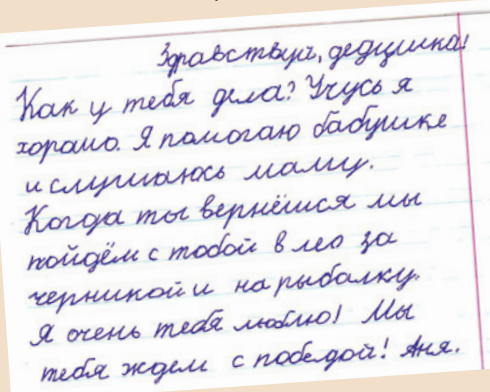 Здравствуй, дедушка!
Как у тебя дела? Учусь я
хорошо. Я помогаю бабушке
и слушаюсь маму.
Когда ты вернёшся мы
пойдём с тобой в лес за
черникой и на рыбалку.
Я очень тебя люблю! Мы
тебя ждем с победой! Аня.